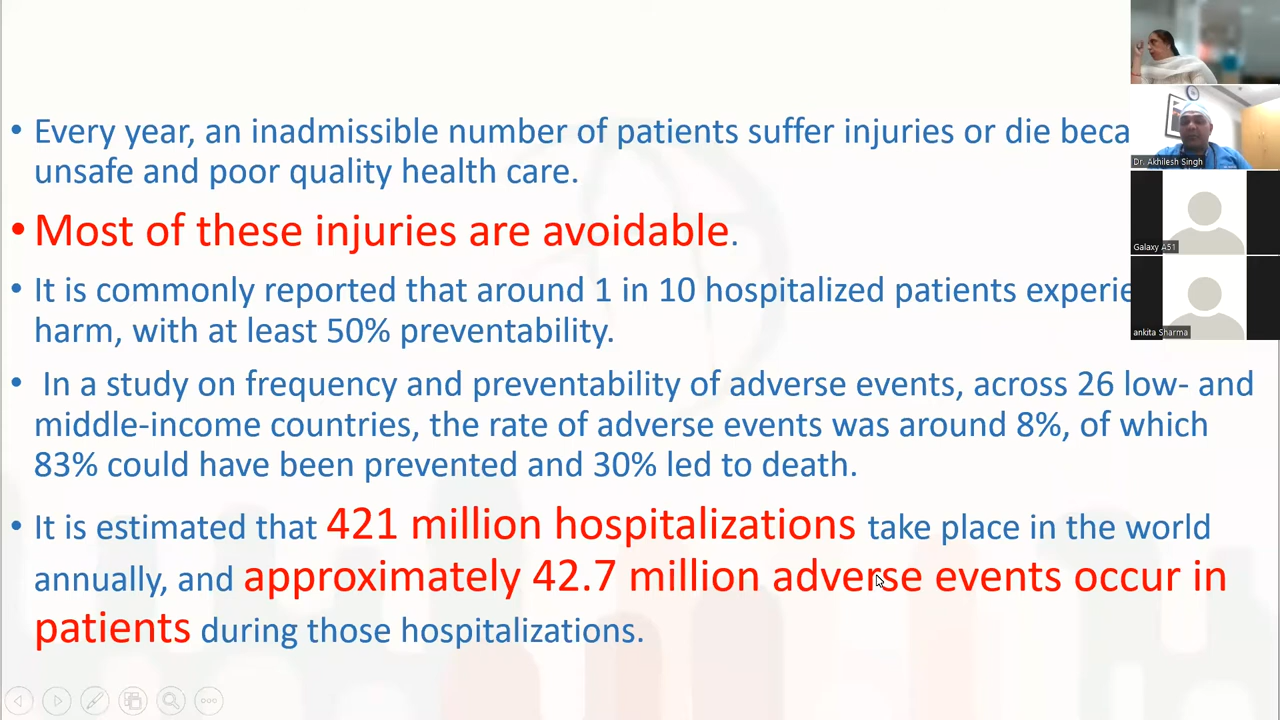 • Every year, an inadmissible number of patients suffer injuries or die beca
unsafe and poor quality health care.
• Most of these injuries are avoidable.
• It is commonly reported that around 1 in 10 hospitalized patients experie
harm, with at least 50% preventability.
• In a study on frequency and preventability of adverse events, across 26 low- and
middle-income countries, the rate of adverse events was around 8%, of which
83% could have been prevented and 30% led to death.
• It is estimated that 421 million hospitalizations take place in the world
annually, and approximately 42.7 million adverse events occur in
patients during those hospitalizations.
Dr. Akhilesh Singh
Galaxy A51
ankita Sharma